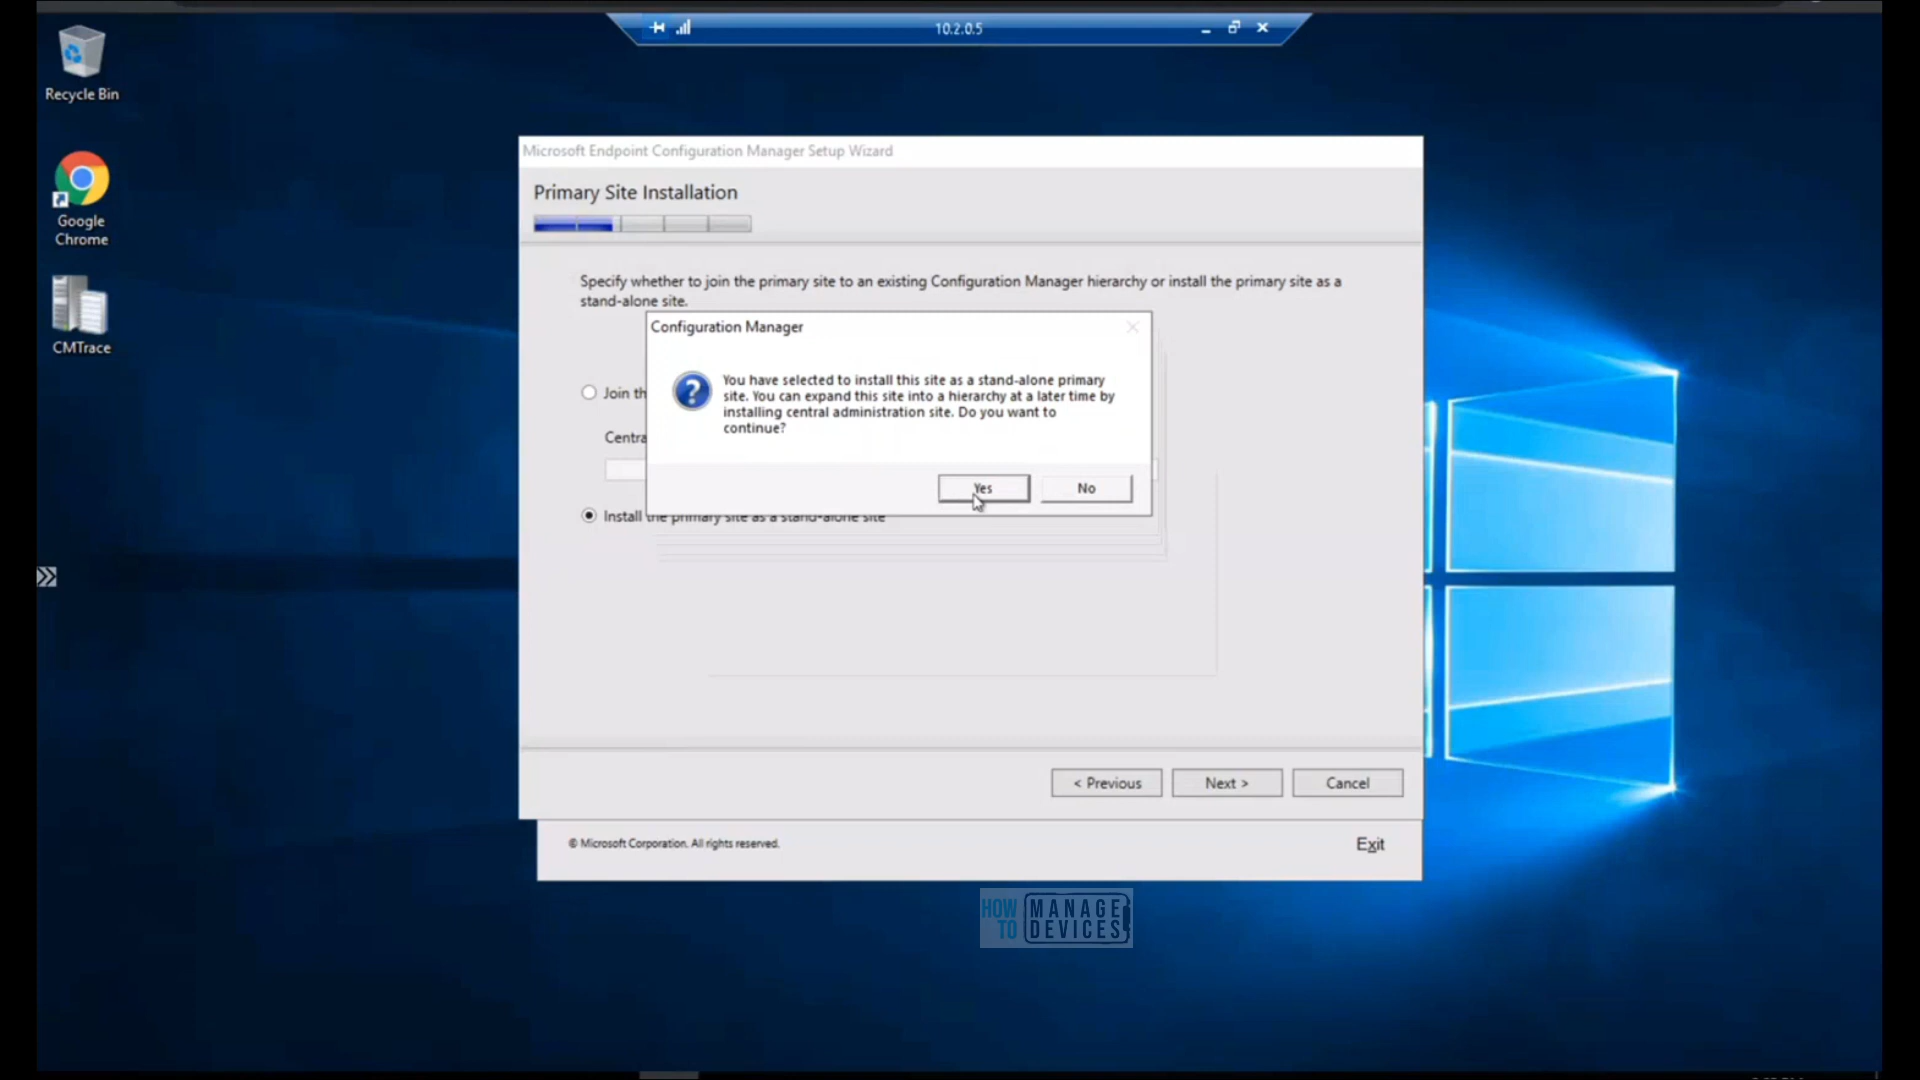 10.2.0.5
Recycle Bin
Google
Chrome
CMTrace
Microsoft Endpoint Configuration Manager Setup Wizard
Primary Site Installation
Specify whether to join the primary site to an existing Configuration Manager hierarchy or install the primary site as a
stand-alone site.
Configuration Manager
You have selected to install this site as a stand-alone primary
site. You can expand this site into a hierarchy at a later time by
installing central administration site. Do you want to
continue?
Yes
No
Join th
Centra
Install the primary site as a stand-alone site
< Previous
Next >
Cancel
© Microsoft Corporation. All rights reserved.
Exit
HOW TO
MANAGE
DEVICES